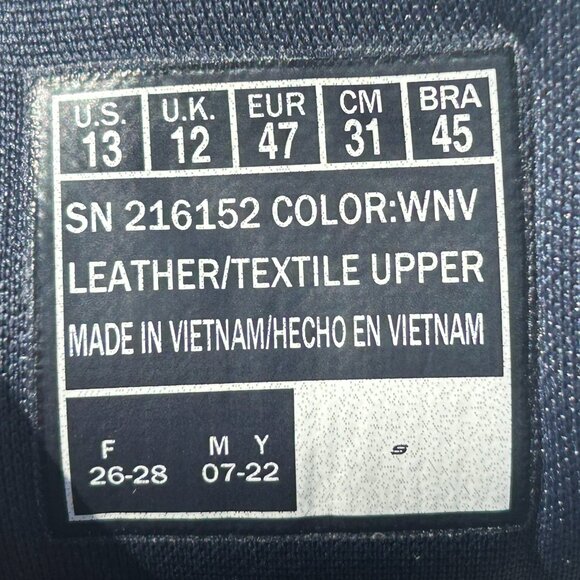 U.S. U.K. EUR CM BRA
13 12 47 31 45
SN 216152 COLOR:WNV
LEATHER/TEXTILE UPPER
MADE IN VIETNAM/HECHO EN VIETNAM
F M Y
26-28 07-22
S